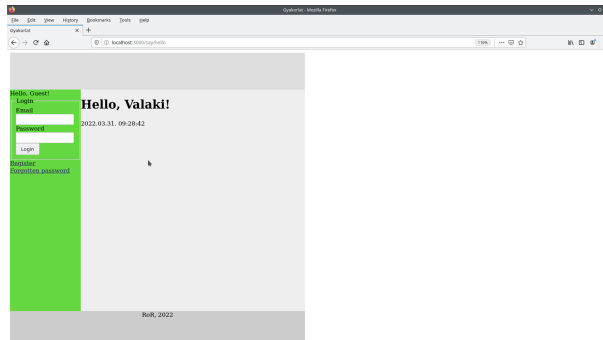 Gyakorlat - Mozilla Firefox
File Edit View History Bookmarks Tools Help
Gyakorlat
localhost:3000/say/hello
110%
Hello, Guest!
Login
Email
Password
Login
Register
Forgotten password
Hello, Valaki!
2022.03.31. 09:28:42
RoR, 2022